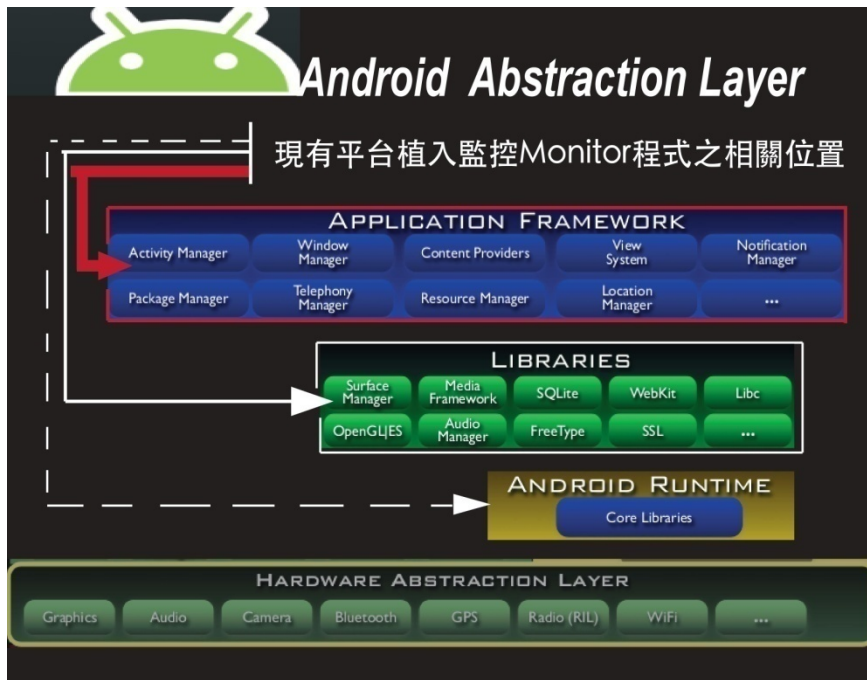 Android Abstraction Layer
現有平台植入監控Monitor程式之相關位置
APPLICATION FRAMEWORK
Activity Manager
Window Manager
Content Providers
View System
Notification Manager
Package Manager
Telephony Manager
Resource Manager
Location Manager
...
LIBRARIES
Surface Manager
Media Framework
SQLite
WebKit
Libc
OpenGL|ES
Audio Manager
FreeType
SSL
...
ANDROID RUNTIME
Core Libraries
HARDWARE ABSTRACTION LAYER
Graphics
Audio
Camera
Bluetooth
GPS
Radio (RIL)
WiFi
...